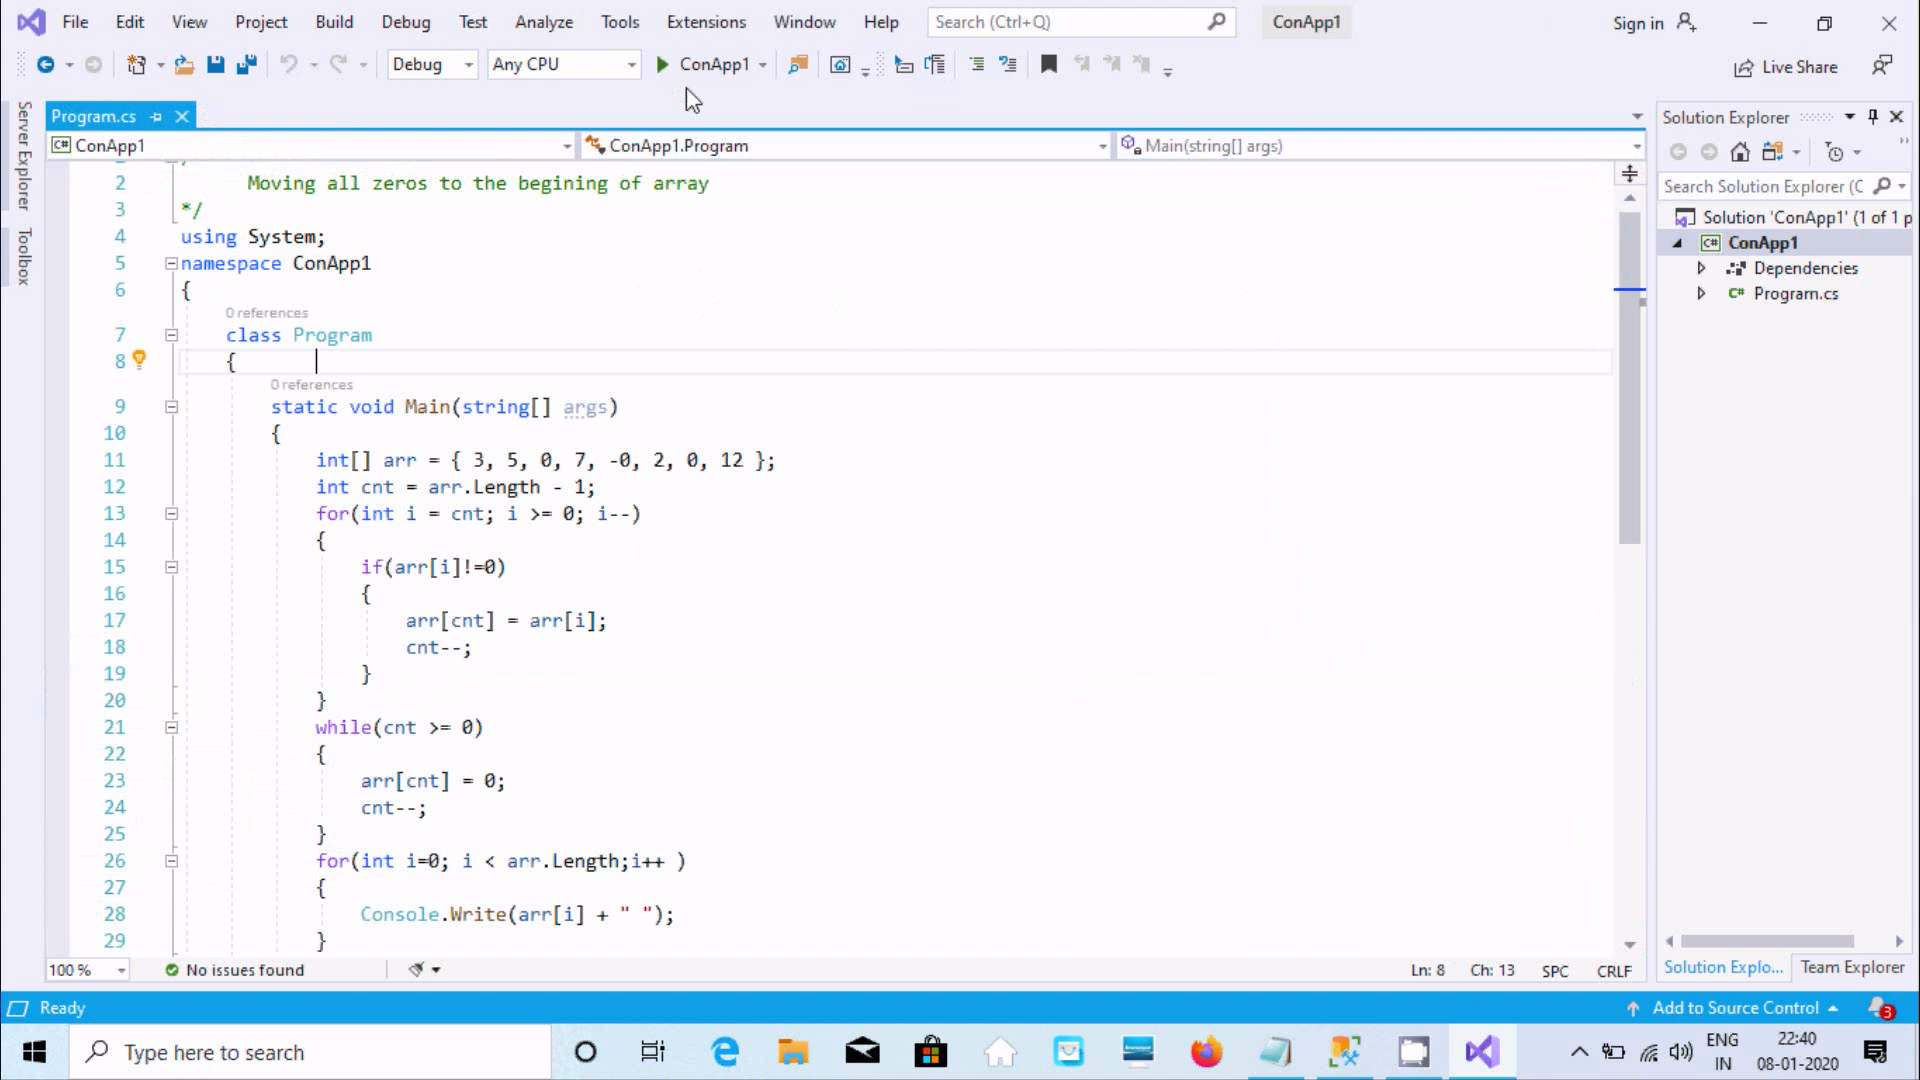 File Edit View Project Build Debug Test Analyze Tools Extensions Window Help Search (Ctrl+Q) ConApp1 Sign in
Debug Any CPU ConApp1 Live Share
Server Explorer
Toolbox
Program.cs
ConApp1 ConApp1.Program Main(string[] args)
2 Moving all zeros to the begining of array
3 */
4 using System;
5 namespace ConApp1
6 {
0 references
7 class Program
8 {
0 references
9 static void Main(string[] args)
10 {
11 int[] arr = { 3, 5, 0, 7, -0, 2, 0, 12 };
12 int cnt = arr.Length - 1;
13 for(int i = cnt; i >= 0; i--)
14 {
15 if(arr[i]!=0)
16 {
17 arr[cnt] = arr[i];
18 cnt--;
19 }
20 }
21 while(cnt >= 0)
22 {
23 arr[cnt] = 0;
24 cnt--;
25 }
26 for(int i=0; i < arr.Length;i++ )
27 {
28 Console.Write(arr[i] + " ");
29 }
100 % No issues found Ln: 8 Ch: 13 SPC CRLF
Solution Explorer
Search Solution Explorer (C
Solution 'ConApp1' (1 of 1 p
C# ConApp1
Dependencies
C# Program.cs
Solution Explo... Team Explorer
Ready Add to Source Control 3
Type here to search
ENG
IN
22:40
08-01-2020